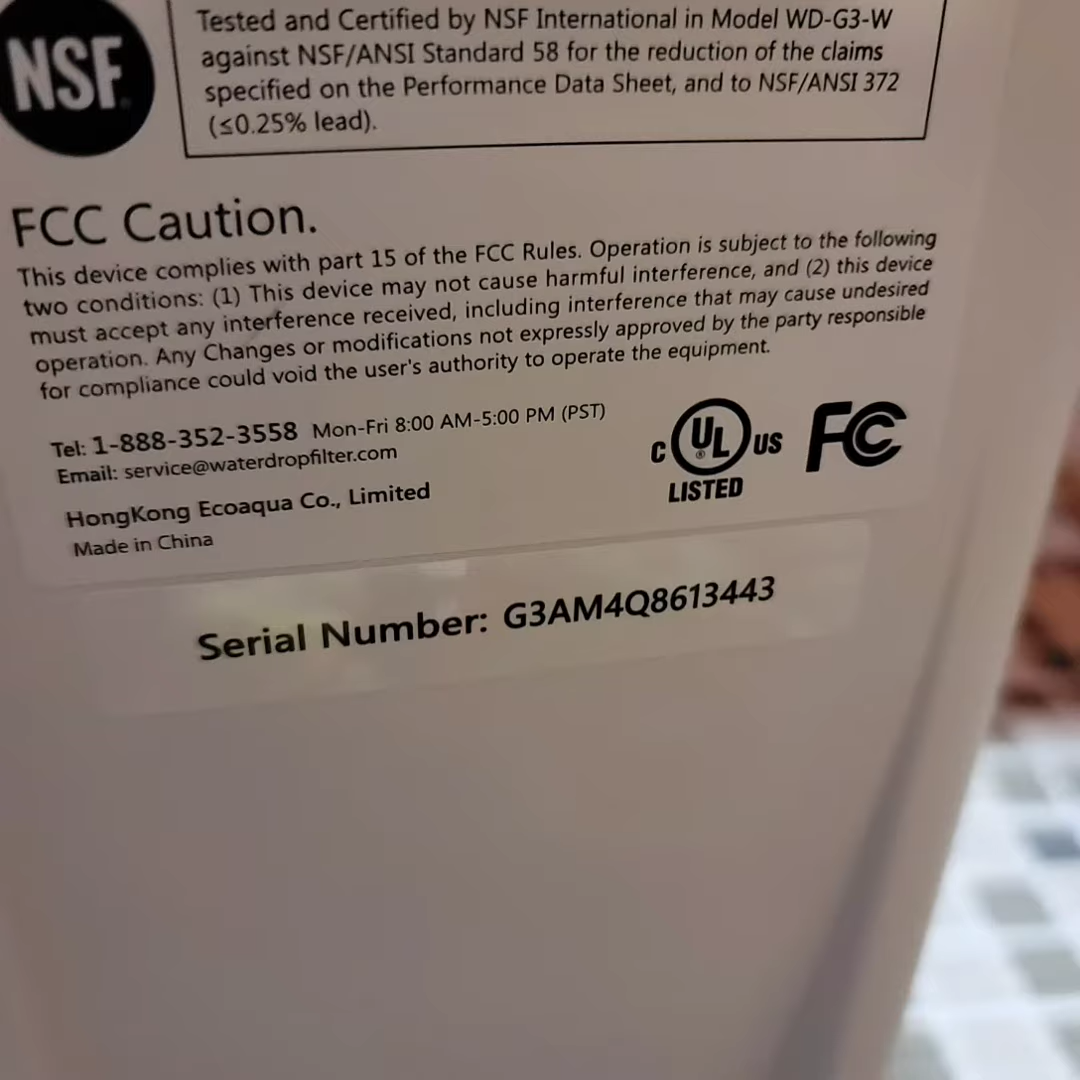 NSF
Tested and Certified by NSF International in Model WD-G3-W
against NSF/ANSI Standard 58 for the reduction of the claims
specified on the Performance Data Sheet, and to NSF/ANSI 372
(≤0.25% lead).
FCC Caution.
This device complies with part 15 of the FCC Rules. Operation is subject to the following
two conditions: (1) This device may not cause harmful interference, and (2) this device
must accept any interference received, including interference that may cause undesired
operation. Any Changes or modifications not expressly approved by the party responsible
for compliance could void the user's authority to operate the equipment.
Tel: 1-888-352-3558 Mon-Fri 8:00 AM-5:00 PM (PST)
Email: service@waterdropfilter.com
HongKong Ecoaqua Co., Limited
Made in China
C UL® US
LISTED
FC
Serial Number: G3AM4Q8613443